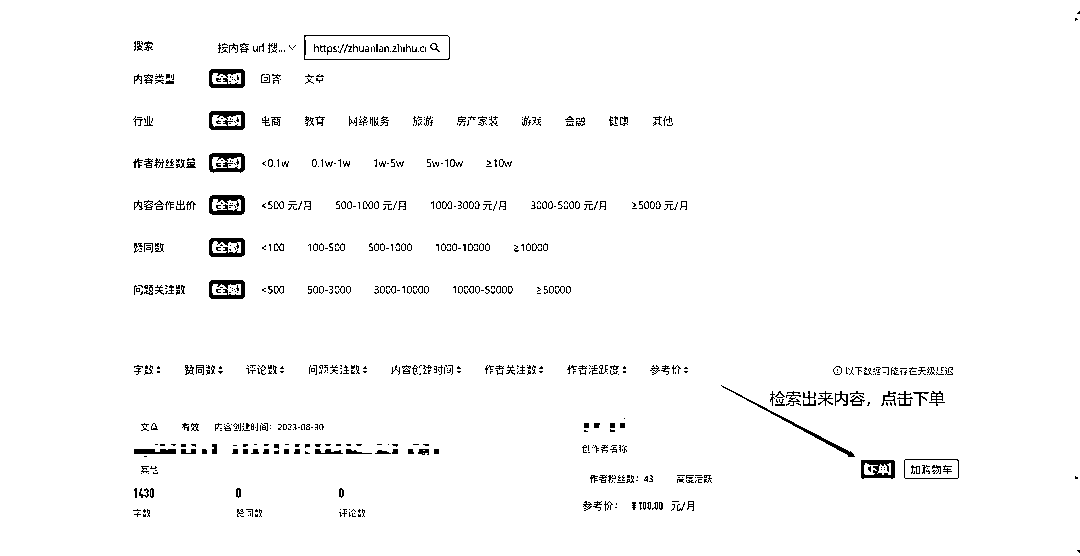 搜索 按内容 url 搜... https://zhuanlan.zhihu.c
内容类型 【全部】 回答 文章
行业 【全部】 电商 教育 网络服务 旅游 房产家装 游戏 金融 健康 其他
作者粉丝数量 【全部】 <0.1w 0.1w-1w 1w-5w 5w-10w ≥10w
内容合作出价 【全部】 <500 元/月 500-1000 元/月 1000-3000 元/月 3000-5000 元/月 ≥5000 元/月
赞同数 【全部】 <100 100-500 500-1000 1000-10000 ≥10000
问题关注数 【全部】 <500 500-3000 3000-10000 10000-50000 ≥50000
字数 赞同数 评论数 问题关注数 内容创建时间 作者关注数 作者活跃度 参考价 以下数据可能存在天级延迟
检索出来内容，点击下单
文章 有效 内容创建时间：2023-08-30
创作者名称
其他 【下单】 加购物车
作者粉丝数：43 高度活跃
1430 0 0
参考价： ¥100.00 元/月
字数 赞同数 评论数